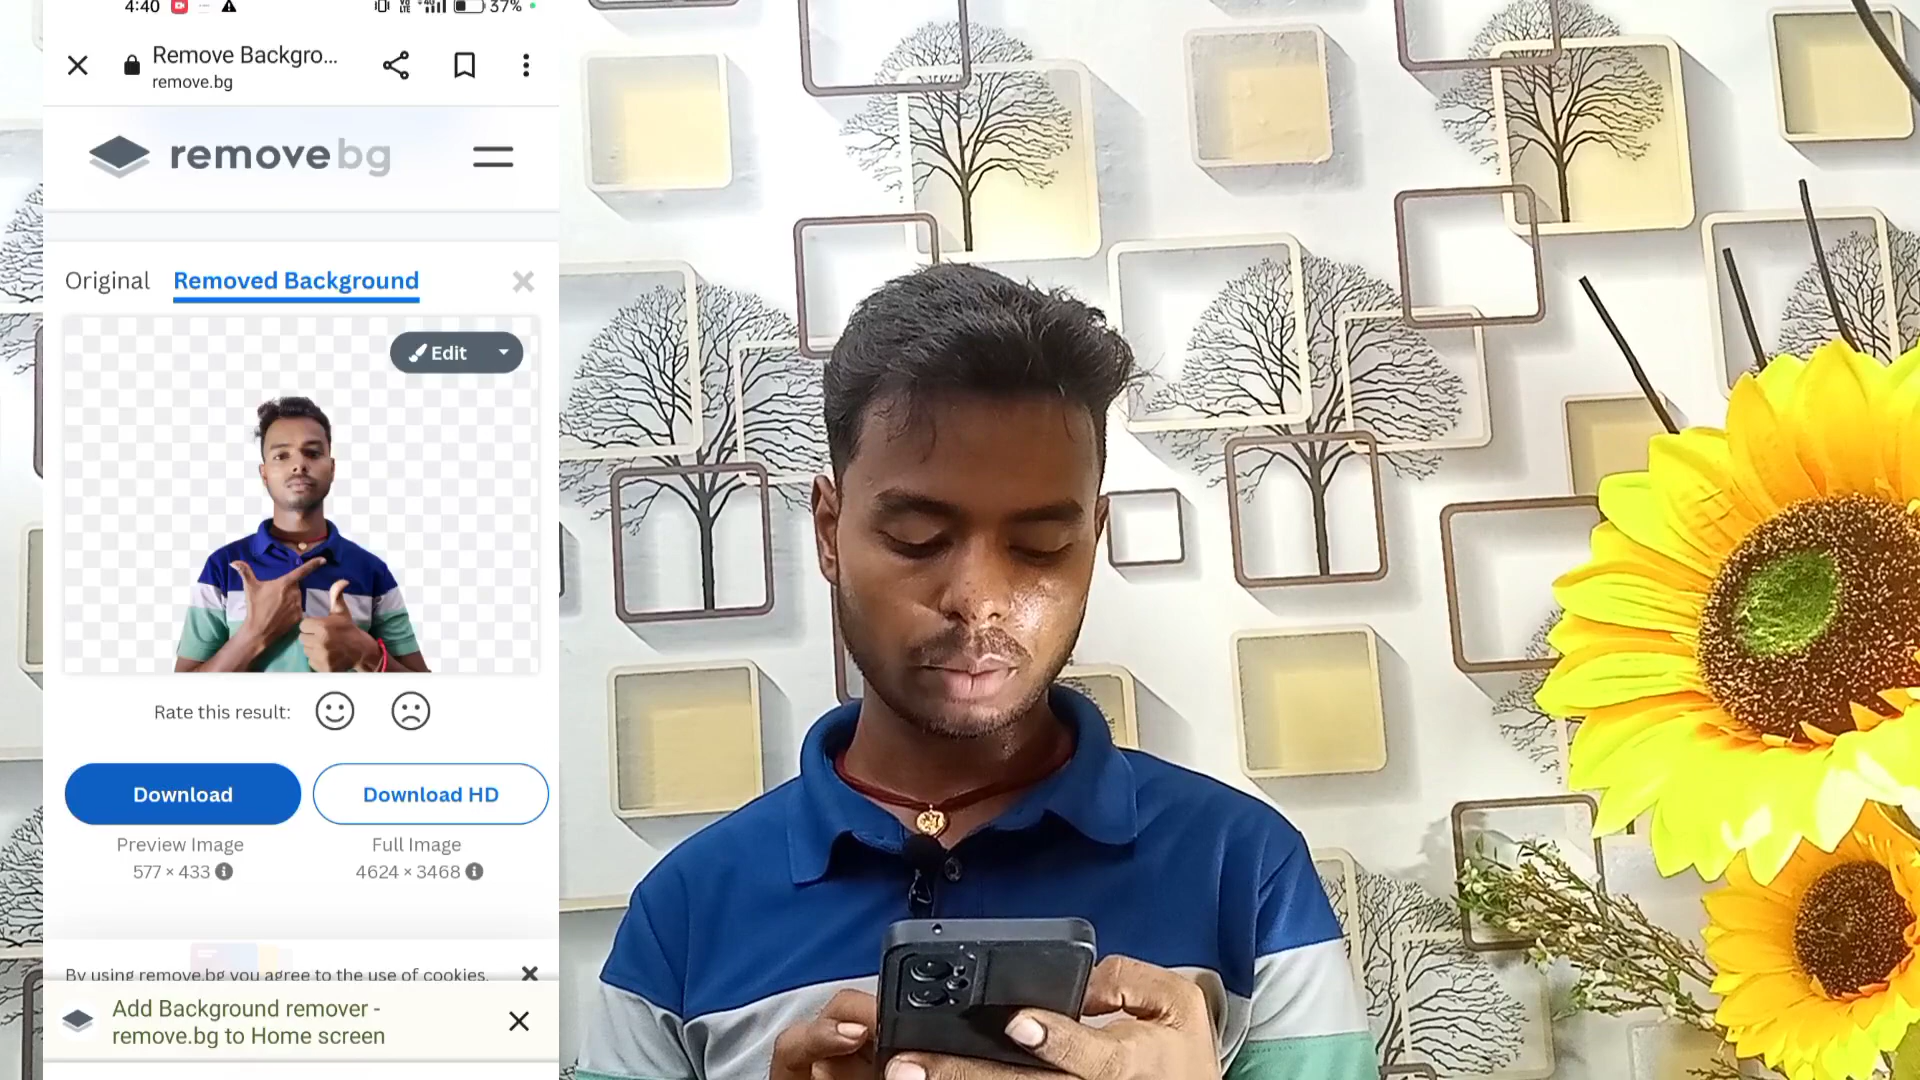 4:40
37%
Remove Backgro...
remove.bg
removebg
Original Removed Background
Edit
Rate this result:
Download Download HD
Preview Image Full Image
577 × 433 4624 × 3468
By using remove.bg you agree to the use of cookies.
Add Background remover -
remove.bg to Home screen